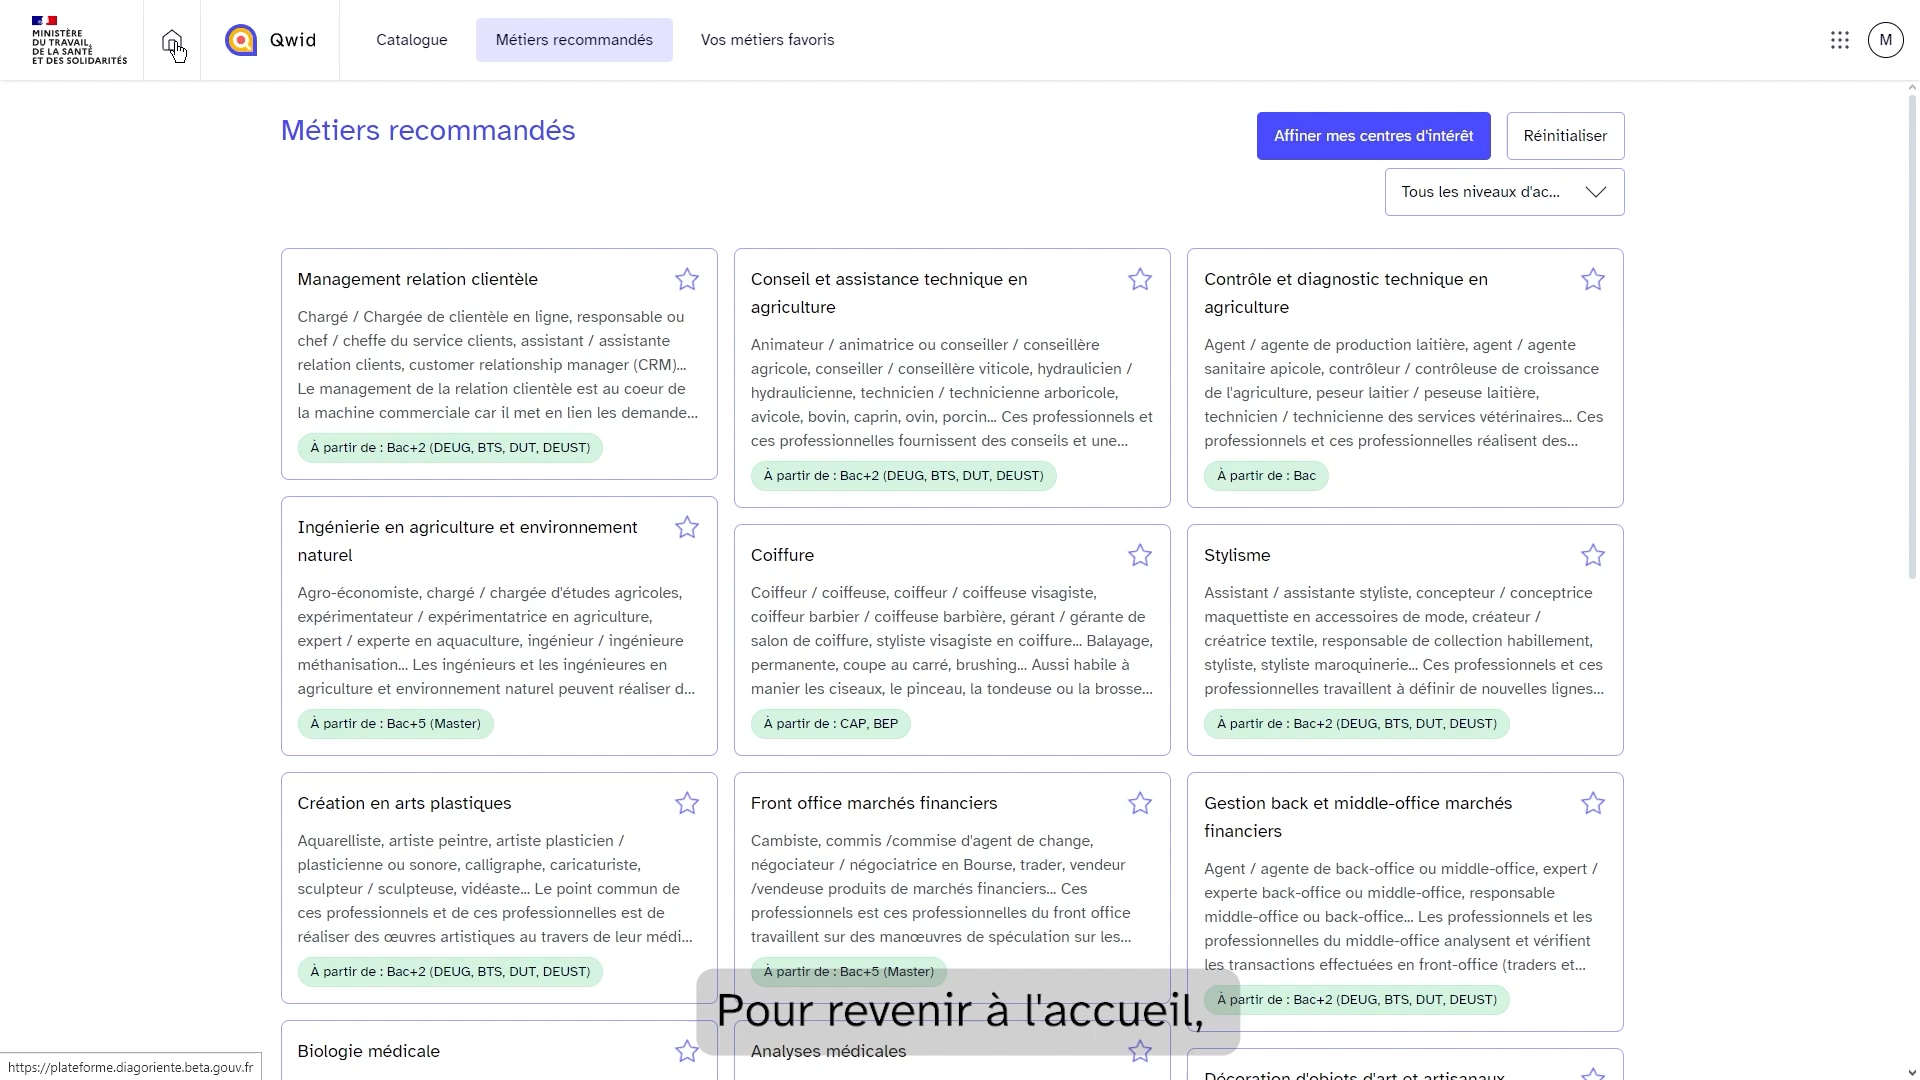 MINISTÈRE
DU TRAVAIL,
DE LA SANTÉ
ET DES SOLIDARITÉS
Qwid
Catalogue
Métiers recommandés
Vos métiers favoris
M
Métiers recommandés
Affiner mes centres d'intérêt
Réinitialiser
Tous les niveaux d'ac...
Management relation clientèle
Chargé / Chargée de clientèle en ligne, responsable ou
chef / cheffe du service clients, assistant / assistante
relation clients, customer relationship manager (CRM)...
Le management de la relation clientèle est au coeur de
la machine commerciale car il met en lien les demande...
À partir de : Bac+2 (DEUG, BTS, DUT, DEUST)
Conseil et assistance technique en
agriculture
Animateur / animatrice ou conseiller / conseillère
agricole, conseiller / conseillère viticole, hydraulicien /
hydraulicienne, technicien / technicienne arboricole,
avicole, bovin, caprin, ovin, porcin... Ces professionnels et
ces professionnelles fournissent des conseils et une...
À partir de : Bac+2 (DEUG, BTS, DUT, DEUST)
Contrôle et diagnostic technique en
agriculture
Agent / agente de production laitière, agent / agente
sanitaire apicole, contrôleur / contrôleuse de croissance
de l'agriculture, peseur laitier / peseuse laitière,
technicien / technicienne des services vétérinaires... Ces
professionnels et ces professionnelles réalisent des...
À partir de : Bac
Ingénierie en agriculture et environnement
naturel
Agro-économiste, chargé / chargée d'études agricoles,
expérimentateur / expérimentatrice en agriculture,
expert / experte en aquaculture, ingénieur / ingénieure
méthanisation... Les ingénieurs et les ingénieures en
agriculture et environnement naturel peuvent réaliser d...
À partir de : Bac+5 (Master)
Coiffure
Coiffeur / coiffeuse, coiffeur / coiffeuse visagiste,
coiffeur barbier / coiffeuse barbière, gérant / gérante de
salon de coiffure, styliste visagiste en coiffure... Balayage,
permanente, coupe au carré, brushing... Aussi habile à
manier les ciseaux, le pinceau, la tondeuse ou la brosse...
À partir de : CAP, BEP
Stylisme
Assistant / assistante styliste, concepteur / conceptrice
maquettiste en accessoires de mode, créateur /
créatrice textile, responsable de collection habillement,
styliste, styliste maroquinerie... Ces professionnels et ces
professionnelles travaillent à définir de nouvelles lignes...
À partir de : Bac+2 (DEUG, BTS, DUT, DEUST)
Création en arts plastiques
Aquarelliste, artiste peintre, artiste plasticien /
plasticienne ou sonore, calligraphe, caricaturiste,
sculpteur / sculpteuse, vidéaste... Le point commun de
ces professionnels et de ces professionnelles est de
réaliser des œuvres artistiques au travers de leur médi...
À partir de : Bac+2 (DEUG, BTS, DUT, DEUST)
Front office marchés financiers
Cambiste, commis /commise d'agent de change,
négociateur / négociatrice en Bourse, trader, vendeur
/vendeuse produits de marchés financiers... Ces
professionnels est ces professionnelles du front office
travaillent sur des manœuvres de spéculation sur les...
À partir de : Bac+5 (Master)
Gestion back et middle-office marchés
financiers
Agent / agente de back-office ou middle-office, expert /
experte back-office ou middle-office, responsable
middle-office ou back-office... Les professionnels et les
professionnelles du middle-office analysent et vérifient
les transactions effectuées en front-office (traders et...
À partir de : Bac+2 (DEUG, BTS, DUT, DEUST)
Pour revenir à l'accueil,
Biologie médicale
Analyses médicales
Décoration d'objets d'art et artisanaux
https://plateforme.diagoriente.beta.gouv.fr